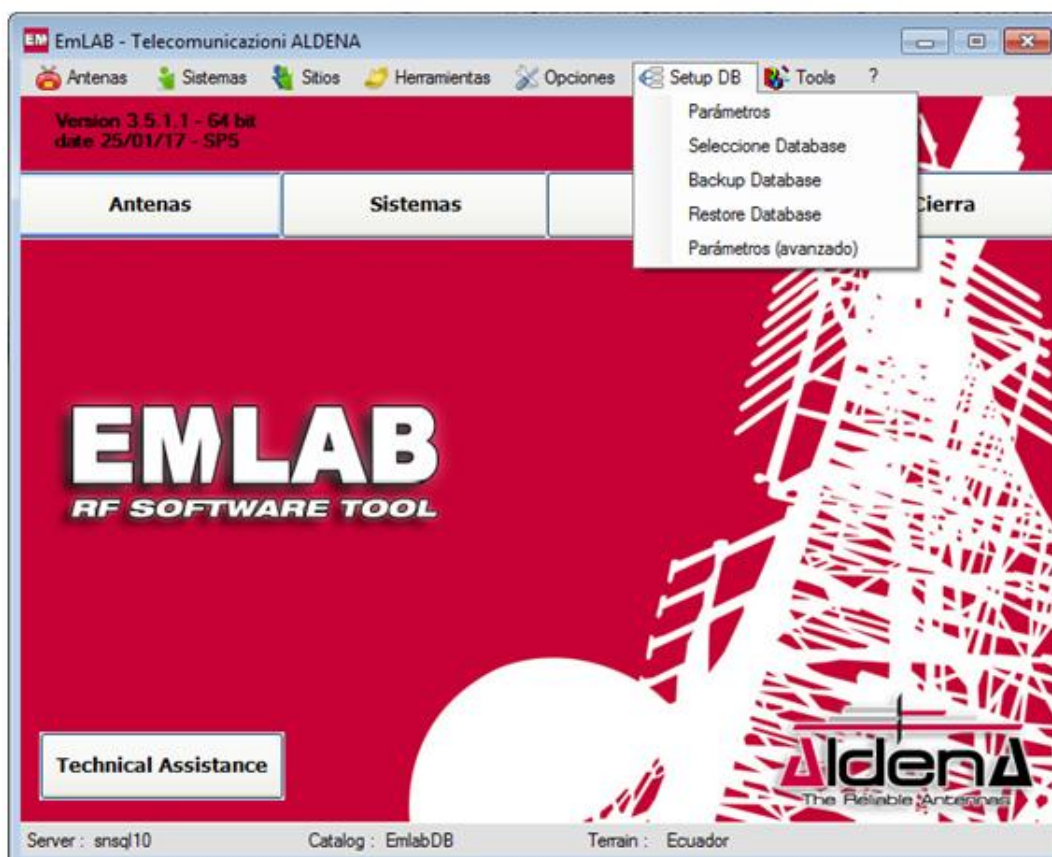 EM EmLAB - Telecomunicazioni ALDENA
Antenas Sistemas Sitios Herramientas Opciones Setup DB Tools ?
Version 3.5.1.1 - 64 bit
date 25/01/17 - SP5
Parámetros
Seleccione Database
Backup Database
Restore Database
Parámetros (avanzado)
Antenas Sistemas Cierra
EMLAB
RF SOFTWARE TOOL
Technical Assistance
AldenA
The Reliable Antennas
Server : snsql10 Catalog : EmlabDB Terrain : Ecuador